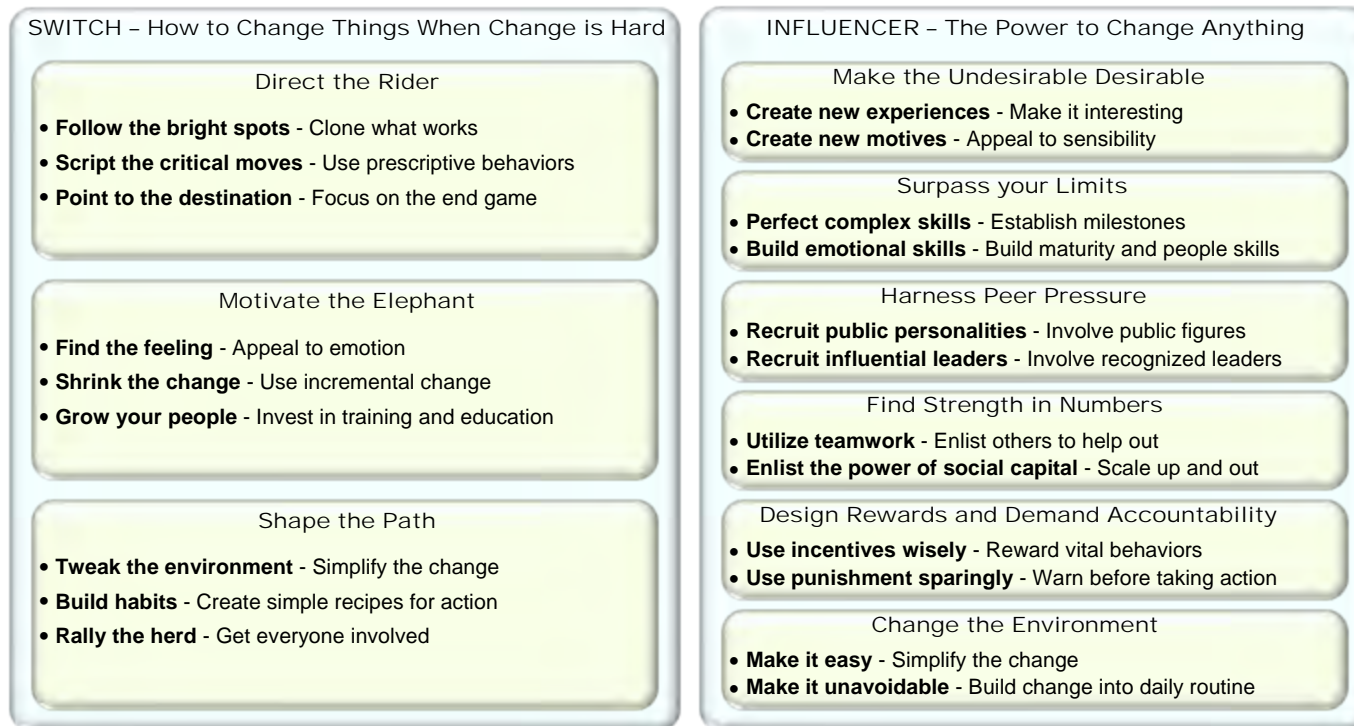 SWITCH – How to Change Things When Change is Hard
Direct the Rider
• Follow the bright spots - Clone what works
• Script the critical moves - Use prescriptive behaviors
• Point to the destination - Focus on the end game
Motivate the Elephant
• Find the feeling - Appeal to emotion
• Shrink the change - Use incremental change
• Grow your people - Invest in training and education
Shape the Path
• Tweak the environment - Simplify the change
• Build habits - Create simple recipes for action
• Rally the herd - Get everyone involved
INFLUENCER – The Power to Change Anything
Make the Undesirable Desirable
• Create new experiences - Make it interesting
• Create new motives - Appeal to sensibility
Surpass your Limits
• Perfect complex skills - Establish milestones
• Build emotional skills - Build maturity and people skills
Harness Peer Pressure
• Recruit public personalities - Involve public figures
• Recruit influential leaders - Involve recognized leaders
Find Strength in Numbers
• Utilize teamwork - Enlist others to help out
• Enlist the power of social capital - Scale up and out
Design Rewards and Demand Accountability
• Use incentives wisely - Reward vital behaviors
• Use punishment sparingly - Warn before taking action
Change the Environment
• Make it easy - Simplify the change
• Make it unavoidable - Build change into daily routine